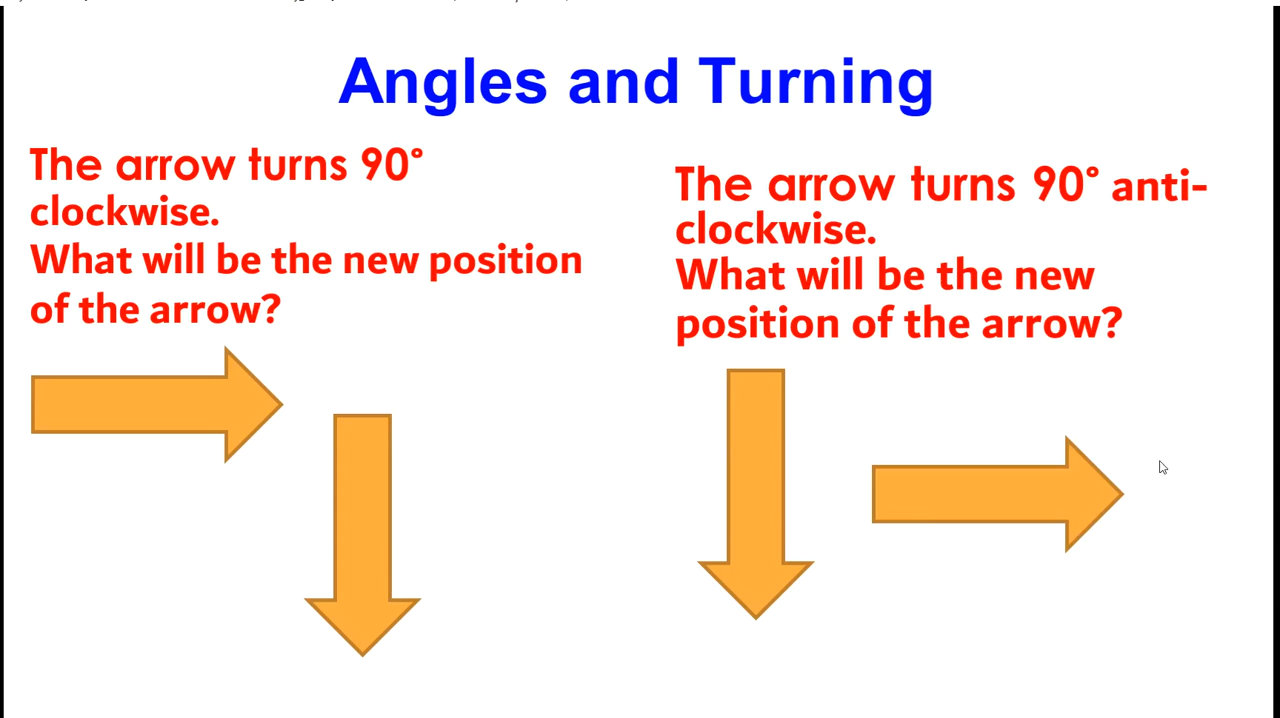 Angles and Turning
The arrow turns 90°
clockwise.
What will be the new position
of the arrow?
The arrow turns 90° anti-
clockwise.
What will be the new
position of the arrow?